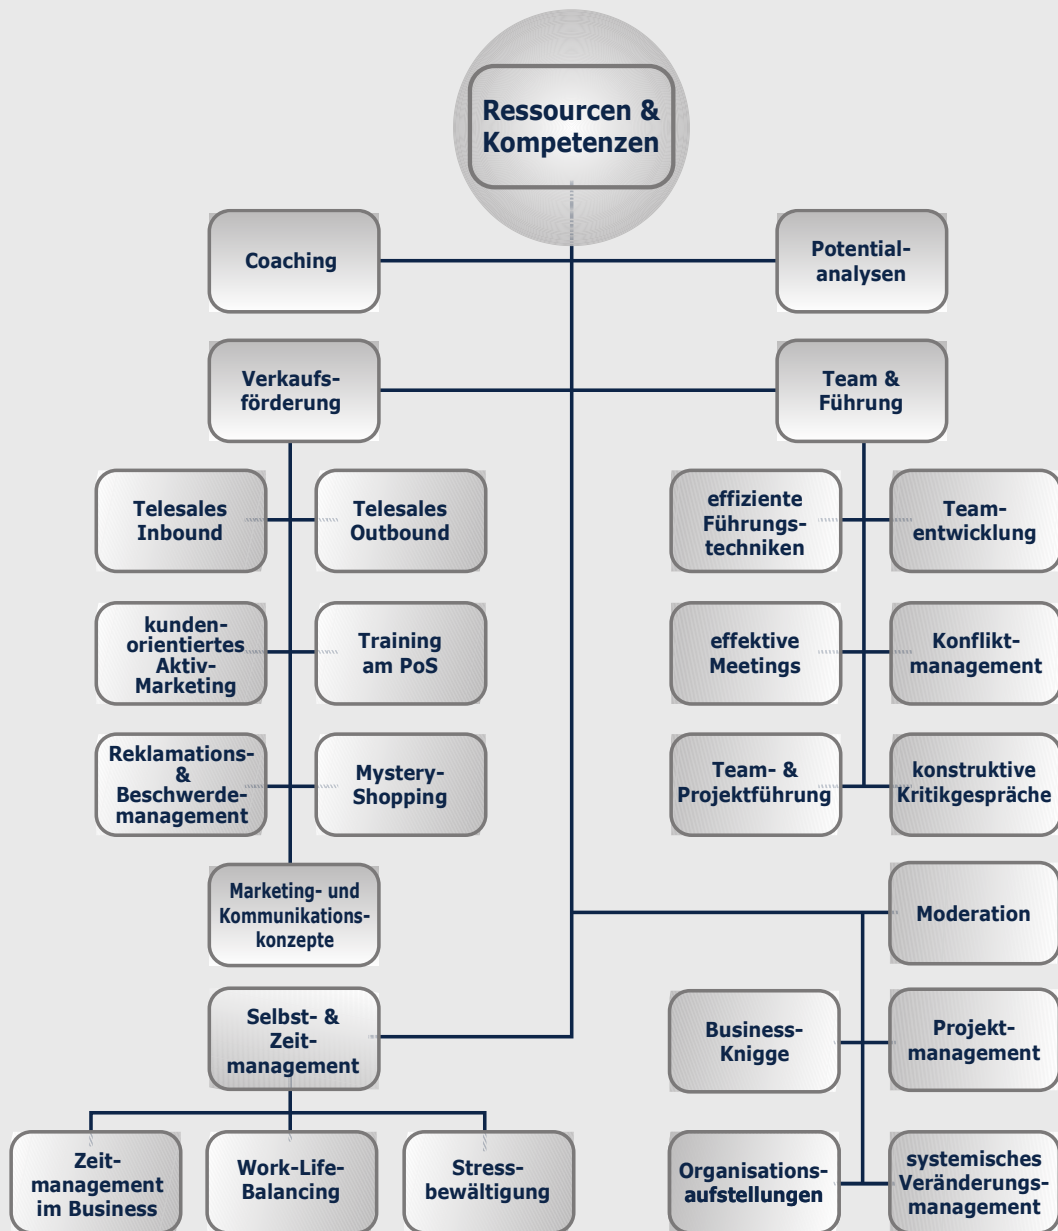 Ressourcen &
Kompetenzen
Coaching
Potential-
analysen
Verkaufs-
förderung
Team &
Führung
Telesales
Inbound
Telesales
Outbound
effiziente
Führungs-
techniken
Team-
entwicklung
kunden-
orientiertes
Aktiv-
Marketing
Training
am PoS
effektive
Meetings
Konflikt-
management
Reklamations-
&
Beschwerde-
management
Mystery-
Shopping
Team- &
Projektführung
konstruktive
Kritikgespräche
Marketing- und
Kommunikations-
konzepte
Moderation
Selbst- &
Zeit-
management
Business-
Knigge
Projekt-
management
Zeit-
management
im Business
Work-Life-
Balancing
Stress-
bewältigung
Organisations-
aufstellungen
systemisches
Veränderungs-
management